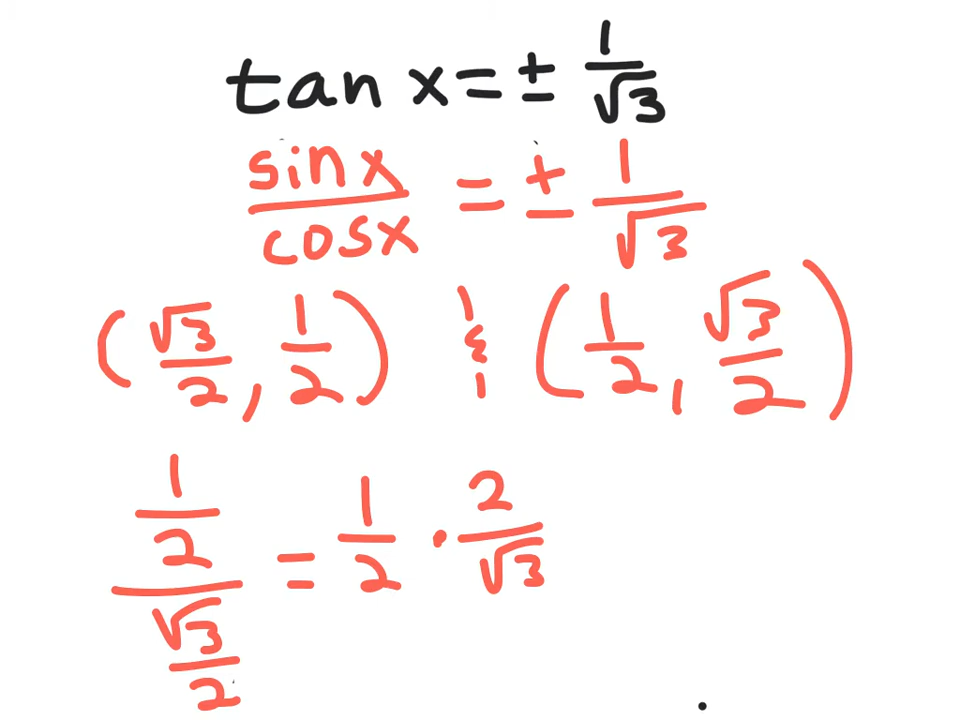 tan x = ± 1/√3
sin x / cos x = ± 1/√3
(√3/2, 1/2) & (1/2, √3/2)
1/2 / √3/2 = 1/2 · 2/√3